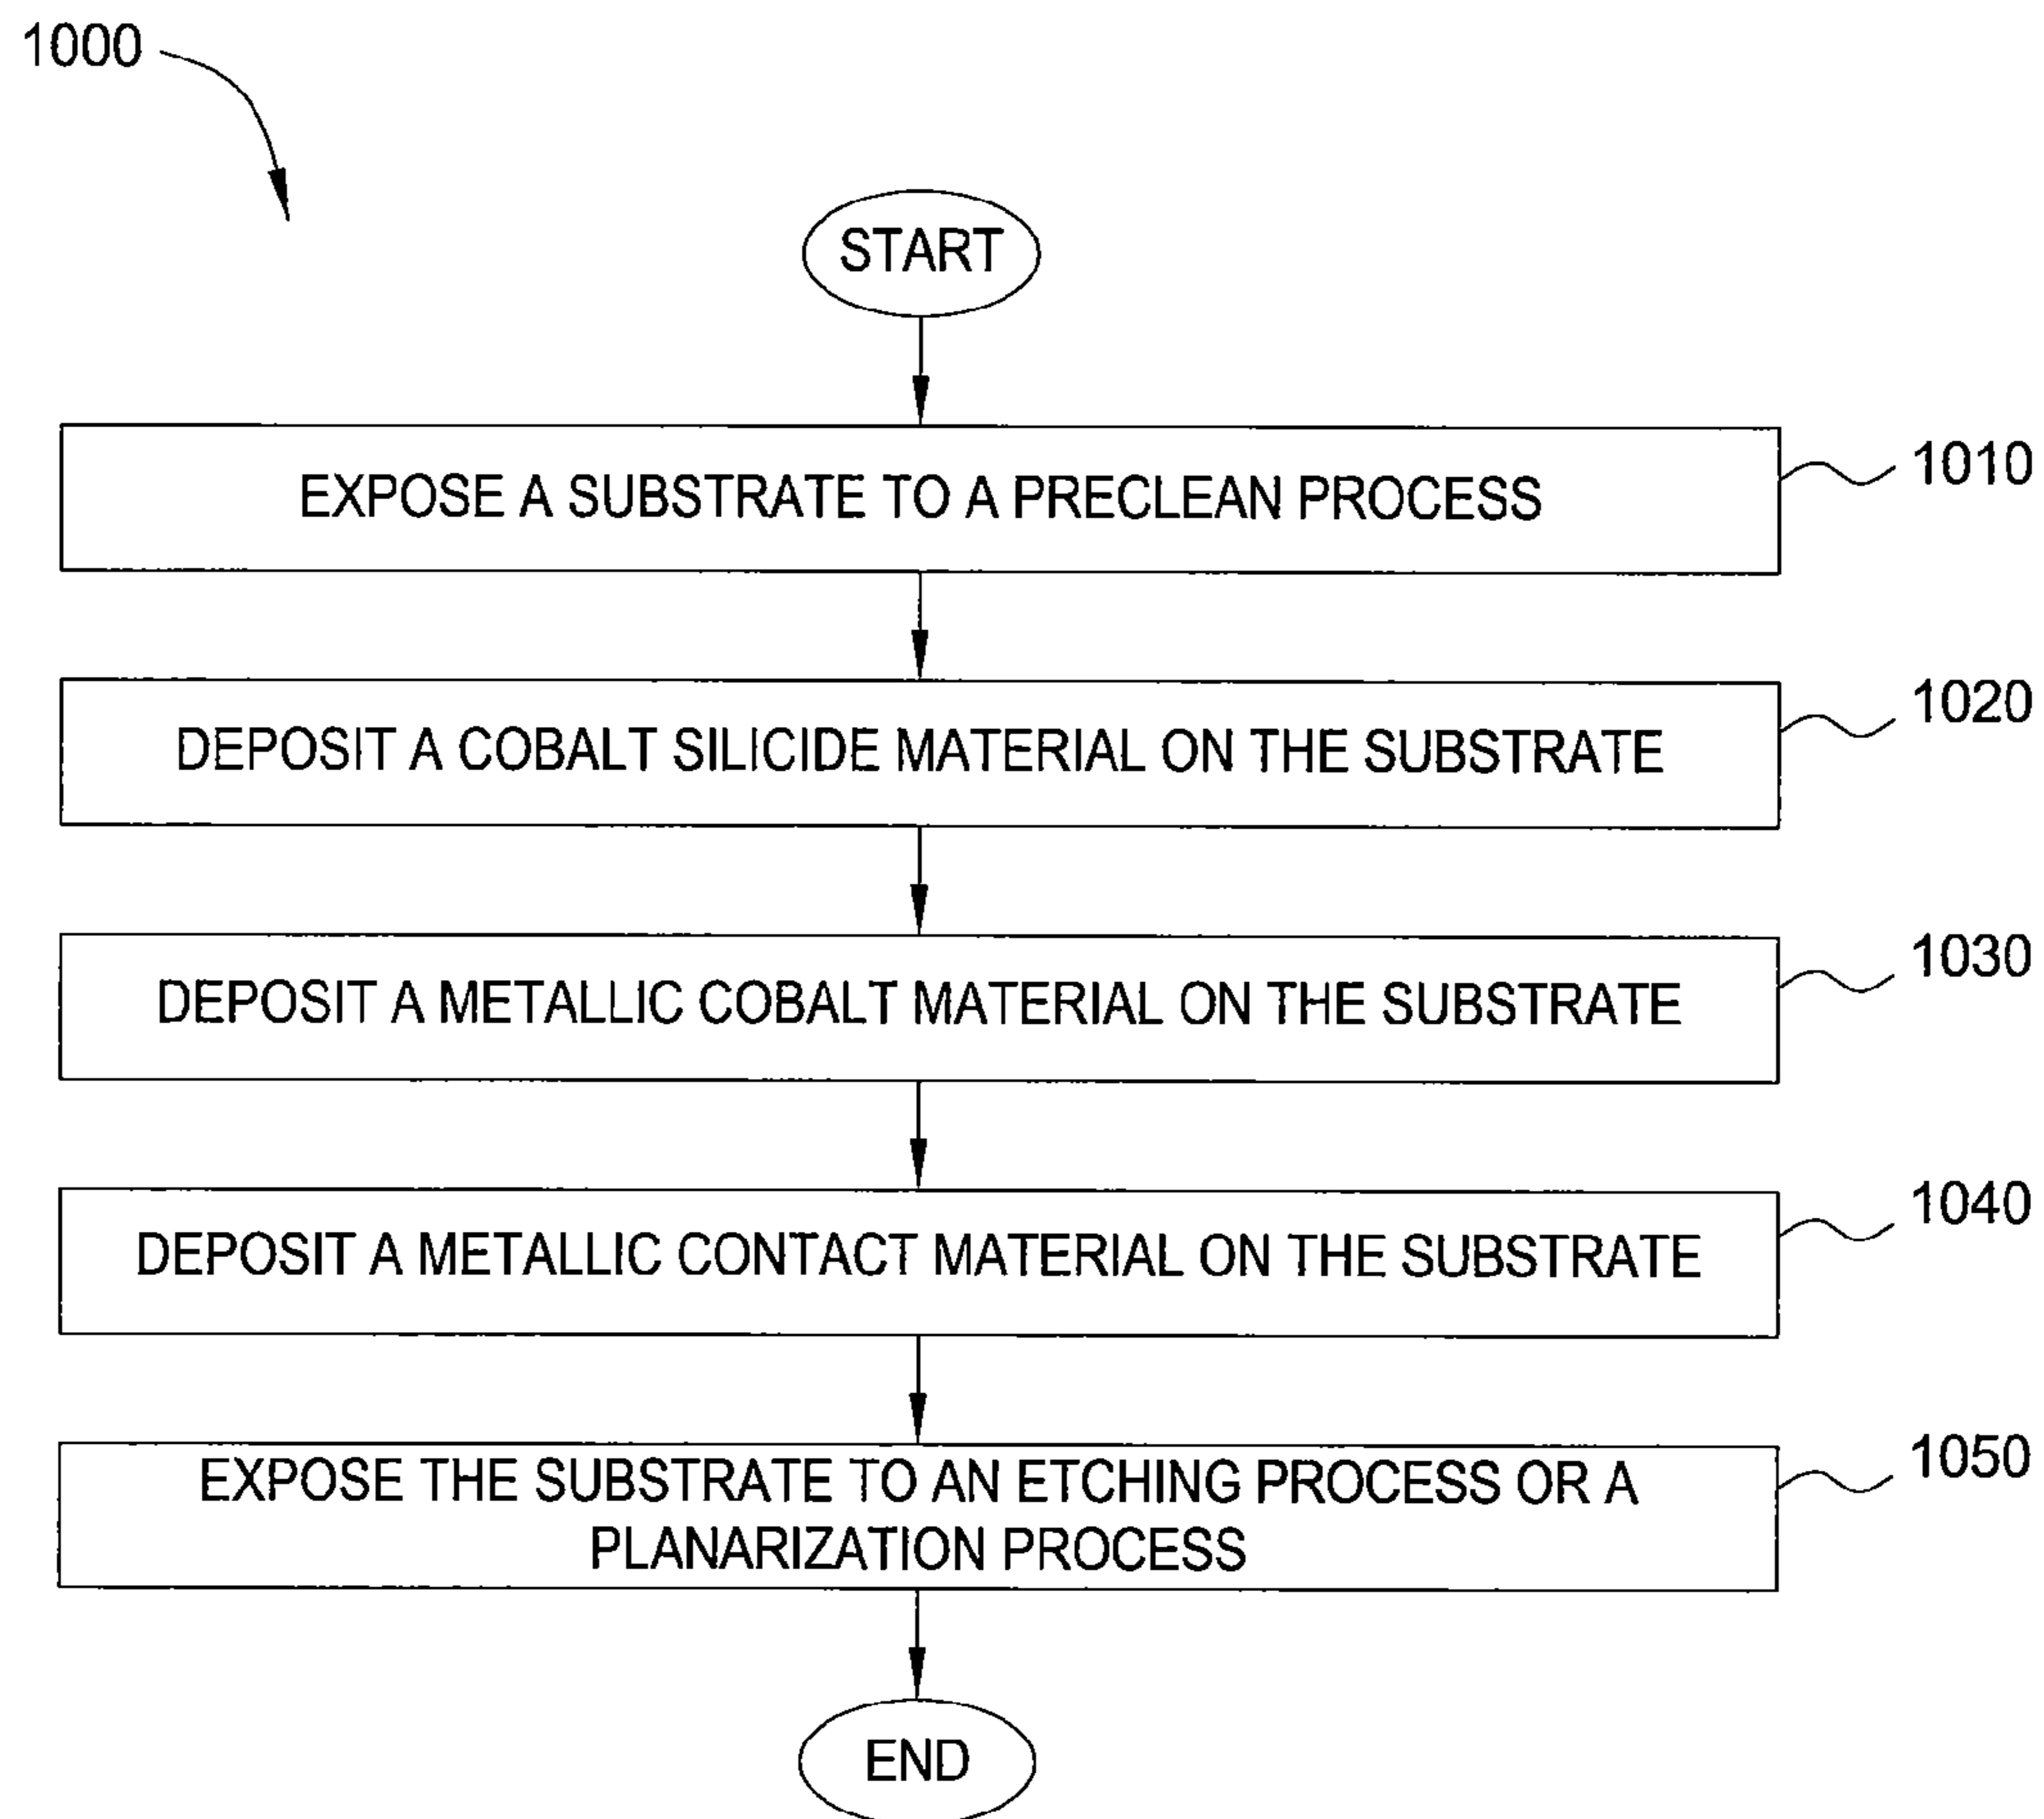 1000
START
EXPOSE A SUBSTRATE TO A PRECLEAN PROCESS
1010
DEPOSIT A COBALT SILICIDE MATERIAL ON THE SUBSTRATE
1020
DEPOSIT A METALLIC COBALT MATERIAL ON THE SUBSTRATE
1030
DEPOSIT A METALLIC CONTACT MATERIAL ON THE SUBSTRATE
1040
EXPOSE THE SUBSTRATE TO AN ETCHING PROCESS OR A
PLANARIZATION PROCESS
1050
END